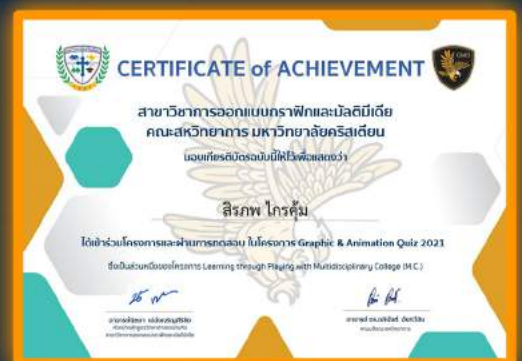 CERTIFICATE of ACHIEVEMENT
สาขาวิชาการออกแบบกราฟิกและมัลติมีเดีย
คณะสหวิทยาการ มหาวิทยาลัยคริสเตียน
มอบเกียรติบัตรฉบับนี้ให้ไว้เพื่อแสดงว่า
สิรภพ ไกรคุ้ม
ได้เข้าร่วมโครงการและผ่านการทดสอบ ในโครงการ Graphic & Animation Quiz 2021
ซึ่งเป็นส่วนหนึ่งของโครงการ Learning through Playing with Multidisciplinary College (M.C.)